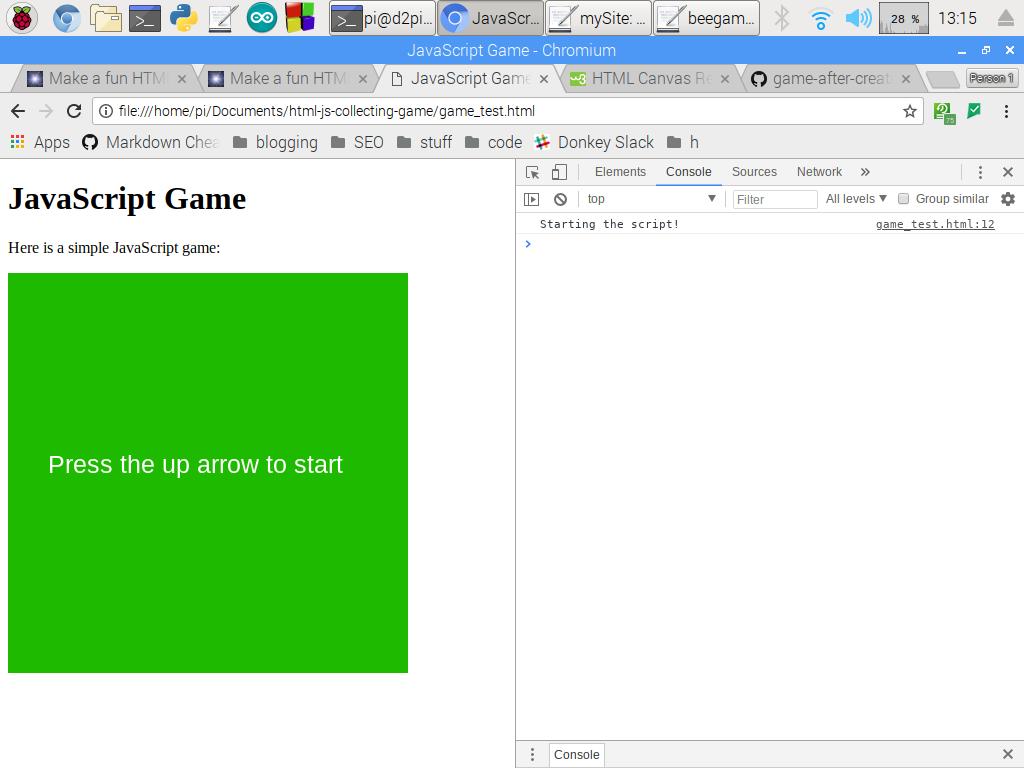 pi@d2pi... JavaScr... mySite: ... beegam... 28 % 13:15
JavaScript Game - Chromium
Make a fun HTM Make a fun HTM JavaScript Game HTML Canvas Re game-after-creat Person 1
file:///home/pi/Documents/html-js-collecting-game/game_test.html 75
Apps Markdown Chea blogging SEO stuff code Donkey Slack h
Elements Console Sources Network »
top Filter All levels Group similar
JavaScript Game
Here is a simple JavaScript game:
Press the up arrow to start
Starting the script! game_test.html:12
Console